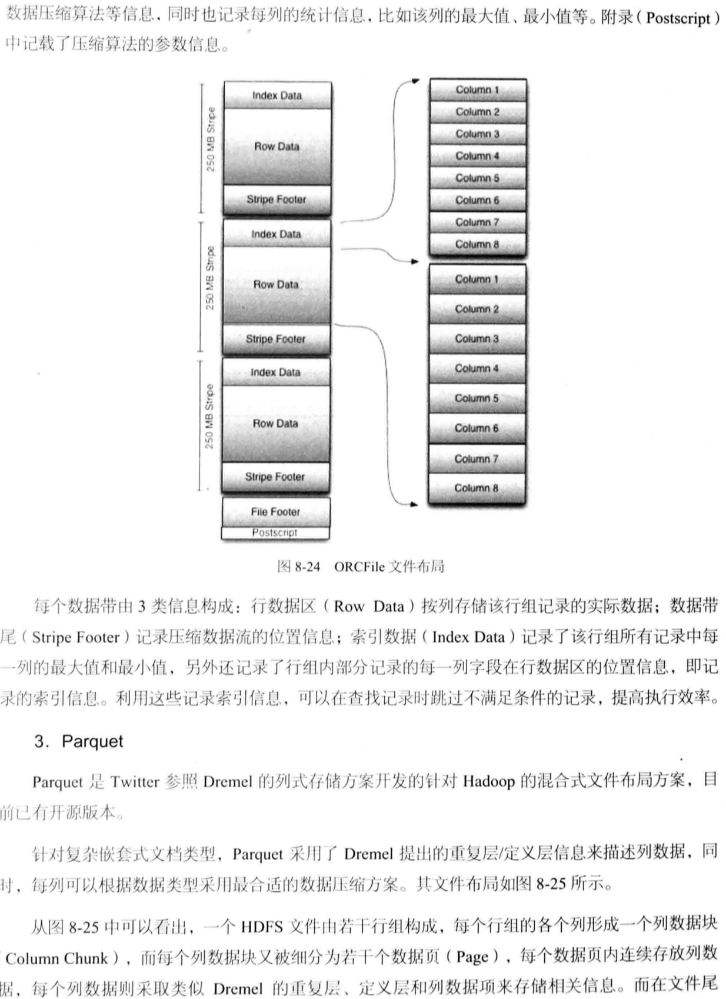 数据压缩算法等信息，同时也记录每列的统计信息，比如该列的最大值、最小值等。附录（Postscript）
中记载了压缩算法的参数信息。
250 MB Stripe
Index Data
Row Data
Stripe Footer
250 MB Stripe
Index Data
Row Data
Stripe Footer
250 MB Stripe
Index Data
Row Data
Stripe Footer
File Footer
Postscript
Column 1
Column 2
Column 3
Column 4
Column 5
Column 6
Column 7
Column 8
Column 1
Column 2
Column 3
Column 4
Column 5
Column 6
Column 7
Column 8
图 8-24 ORCFile 文件布局
每个数据带由 3 类信息构成：行数据区（Row Data）按列存储该行组记录的实际数据；数据带
尾（Stripe Footer）记录压缩数据流的位置信息；索引数据（Index Data）记录了该行组所有记录中每
一列的最大值和最小值，另外还记录了行组内部分记录的每一列字段在行数据区的位置信息，即记
录的索引信息。利用这些记录索引信息，可以在查找记录时跳过不满足条件的记录，提高执行效率。
3．Parquet
Parquet 是 Twitter 参照 Dremel 的列式存储方案开发的针对 Hadoop 的混合式文件布局方案，目
前已有开源版本。
针对复杂嵌套式文档类型，Parquet 采用了 Dremel 提出的重复层/定义层信息来描述列数据，同
时，每列可以根据数据类型采用最合适的数据压缩方案。其文件布局如图 8-25 所示。
从图 8-25 中可以看出，一个 HDFS 文件由若干行组构成，每个行组的各个列形成一个列数据块
（Column Chunk），而每个列数据块又被细分为若干个数据页（Page），每个数据页内连续存放列数
据，每个列数据则采取类似 Dremel 的重复层、定义层和列数据项来存储相关信息。而在文件尾